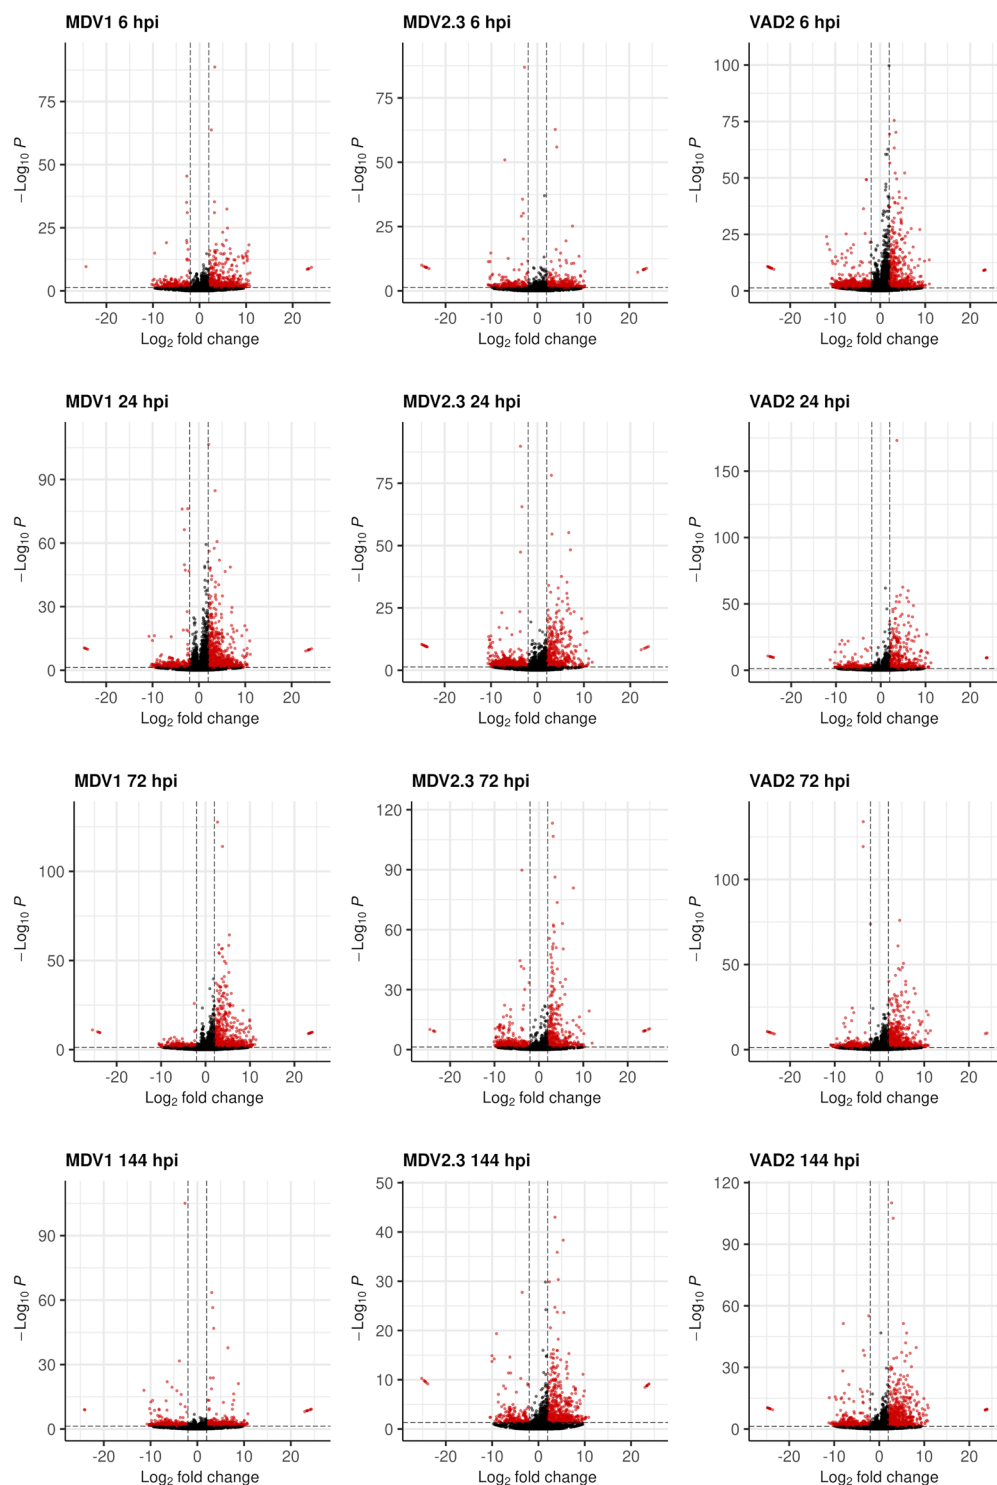 MDV1 6 hpi
MDV2.3 6 hpi
VAD2 6 hpi
−Log10 P
75
50
25
0
-20 -10 0 10 20
Log2 fold change
−Log10 P
75
50
25
0
-20 -10 0 10 20
Log2 fold change
−Log10 P
100
75
50
25
0
-20 -10 0 10 20
Log2 fold change
MDV1 24 hpi
MDV2.3 24 hpi
VAD2 24 hpi
−Log10 P
90
60
30
0
-20 -10 0 10 20
Log2 fold change
−Log10 P
75
50
25
0
-20 -10 0 10 20
Log2 fold change
−Log10 P
150
100
50
0
-20 -10 0 10 20
Log2 fold change
MDV1 72 hpi
MDV2.3 72 hpi
VAD2 72 hpi
−Log10 P
100
50
0
-20 -10 0 10 20
Log2 fold change
−Log10 P
120
90
60
30
0
-20 -10 0 10 20
Log2 fold change
−Log10 P
100
50
0
-20 -10 0 10 20
Log2 fold change
MDV1 144 hpi
MDV2.3 144 hpi
VAD2 144 hpi
−Log10 P
90
60
30
0
-20 -10 0 10 20
Log2 fold change
−Log10 P
50
40
30
20
10
0
-20 -10 0 10 20
Log2 fold change
−Log10 P
120
90
60
30
0
-20 -10 0 10 20
Log2 fold change